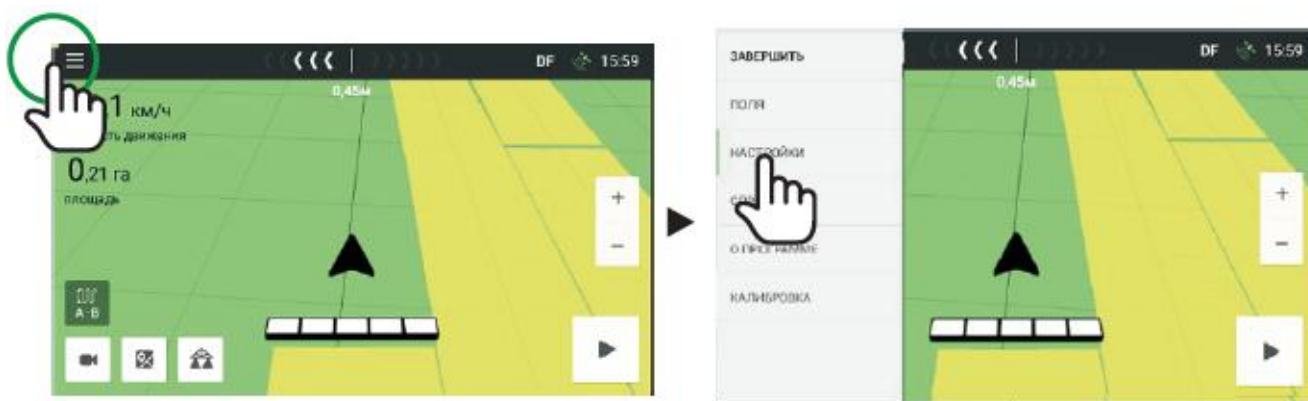 DF 15:59
0,45м
1 км/ч
движения
0,21 га
площадь
+
−
A-B
ЗАВЕРШИТЬ
ПОЛЯ
НАСТРОЙКИ
О ПРОГРАММЕ
КАЛИБРОВКА
DF 15:59
0,45м
+
−